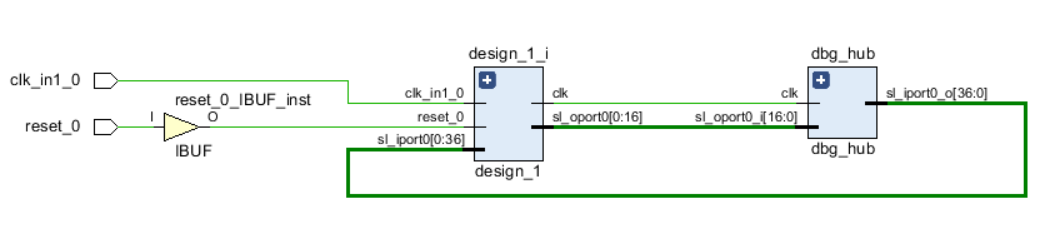 design_1_i
dbg_hub
clk_in1_0
reset_0_IBUF_inst
clk_in1_0
clk
clk
sl_iport0_o[36:0]
reset_0
I
O
reset_0
sl_oport0[0:16]
sl_oport0_i[16:0]
IBUF
sl_iport0[0:36]
dbg_hub
design_1